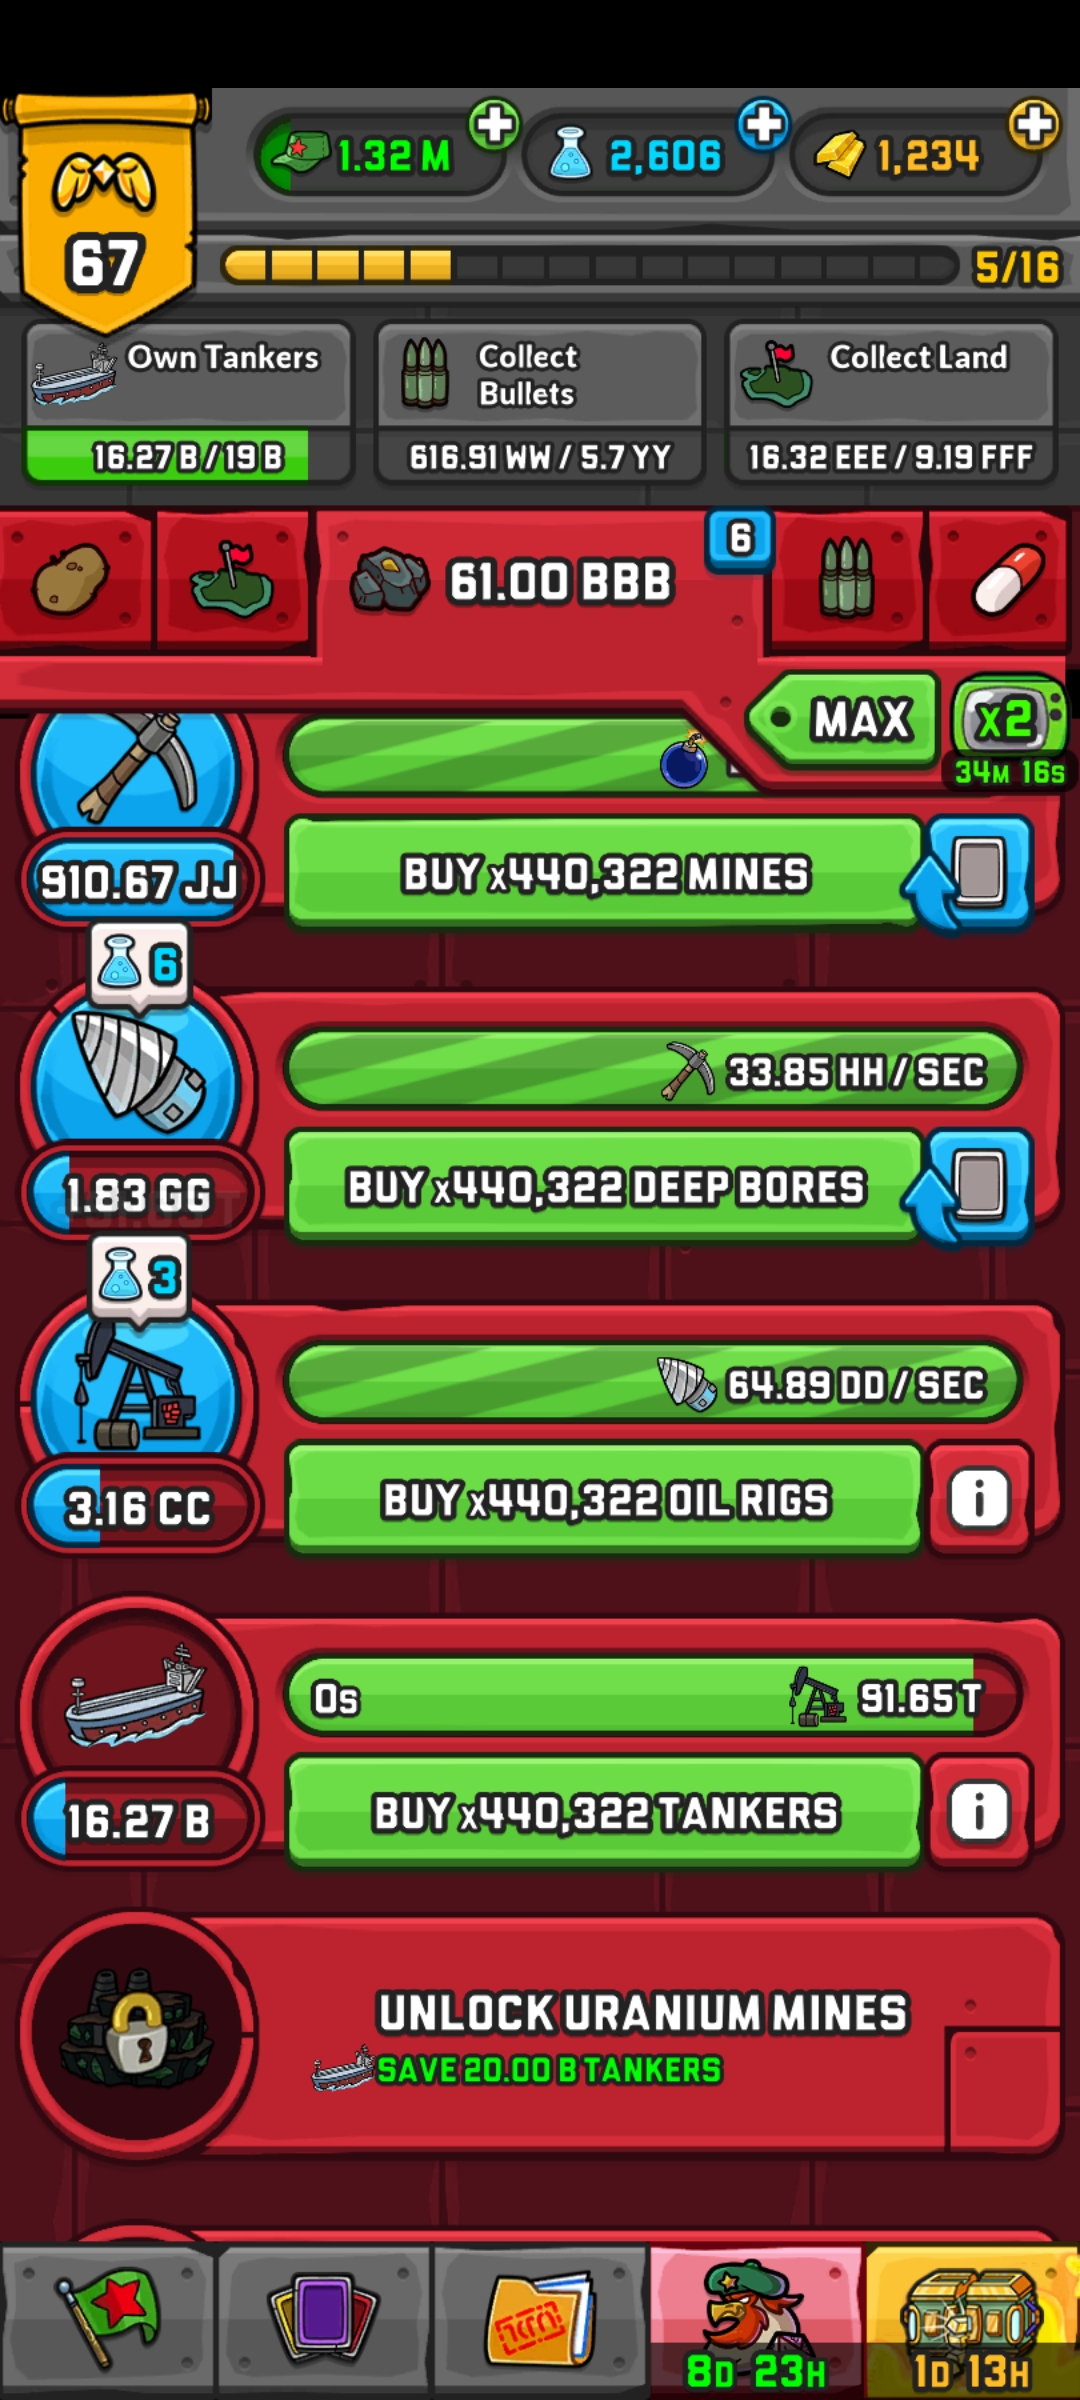 1.32 M
2,606
1,234
67
5/16
Own Tankers
16.27 B / 19 B
Collect
Bullets
616.91 WW / 5.7 YY
Collect Land
16.32 EEE / 9.19 FFF
61.00 BBB
6
MAX
x2
34M 16S
910.67 JJ
BUY x440,322 MINES
6
33.85 HH / SEC
1.83 GG
BUY x440,322 DEEP BORES
3
64.89 DD / SEC
3.16 CC
BUY x440,322 OIL RIGS
0s
91.65 T
16.27 B
BUY x440,322 TANKERS
UNLOCK URANIUM MINES
SAVE 20.00 B TANKERS
8D 23H
1D 13H